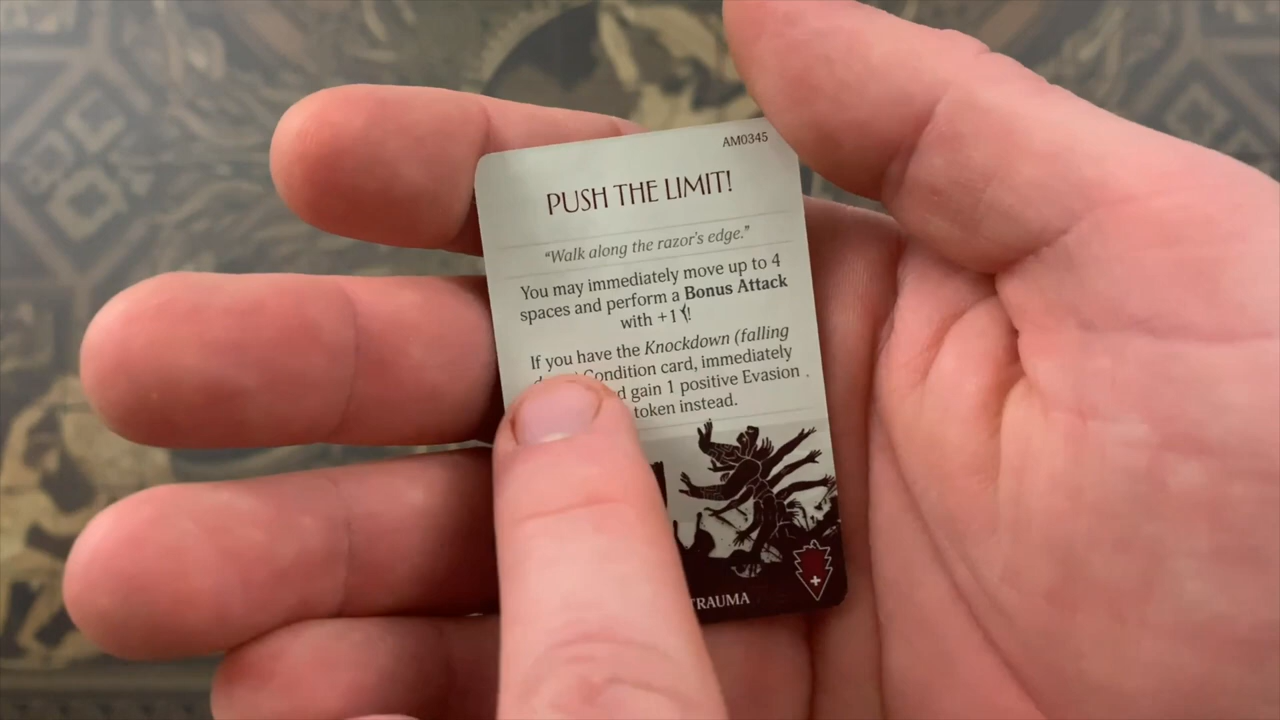 AM0345
PUSH THE LIMIT!
“Walk along the razor’s edge.”
You may immediately move up to 4
spaces and perform a Bonus Attack
with +1 !
If you have the Knockdown (falling
Condition card, immediately
gain 1 positive Evasion
token instead.
TRAUMA